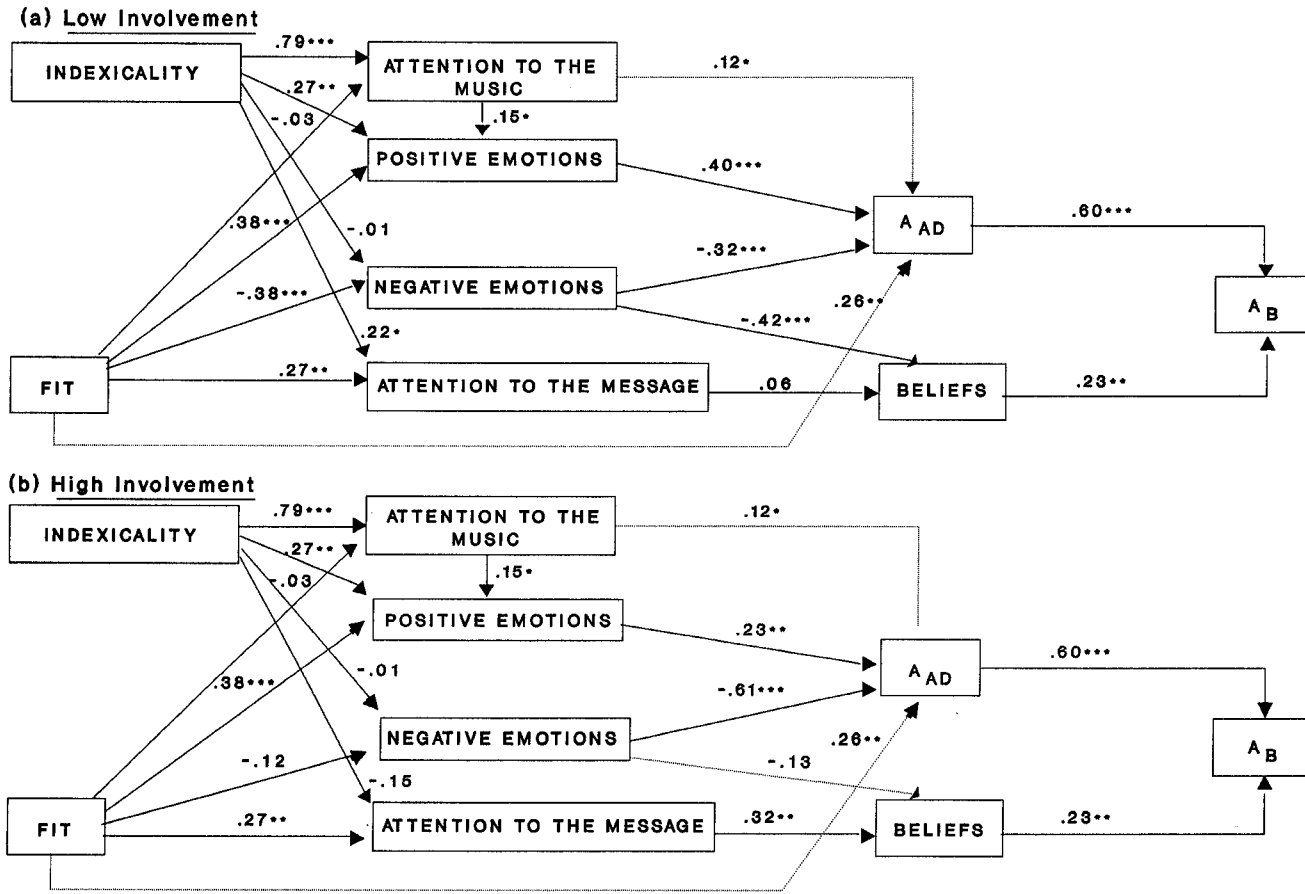 (a) Low Involvement
INDEXICALITY
.79***
ATTENTION TO THE
MUSIC
.12*
.27**
-.03
.15*
POSITIVE EMOTIONS
.40***
.38***
-.01
A AD
.60***
-.32***
NEGATIVE EMOTIONS
-.38***
.26**
A B
-.42***
.22*
FIT
.27**
ATTENTION TO THE MESSAGE
.06
BELIEFS
.23**
(b) High Involvement
INDEXICALITY
.79***
ATTENTION TO THE
MUSIC
.12*
.27**
-.03
.15*
POSITIVE EMOTIONS
.23**
.38***
-.01
A AD
.60***
-.61***
NEGATIVE EMOTIONS
.26**
A B
-.12
-.13
-.15
FIT
.27**
ATTENTION TO THE MESSAGE
.32**
BELIEFS
.23**